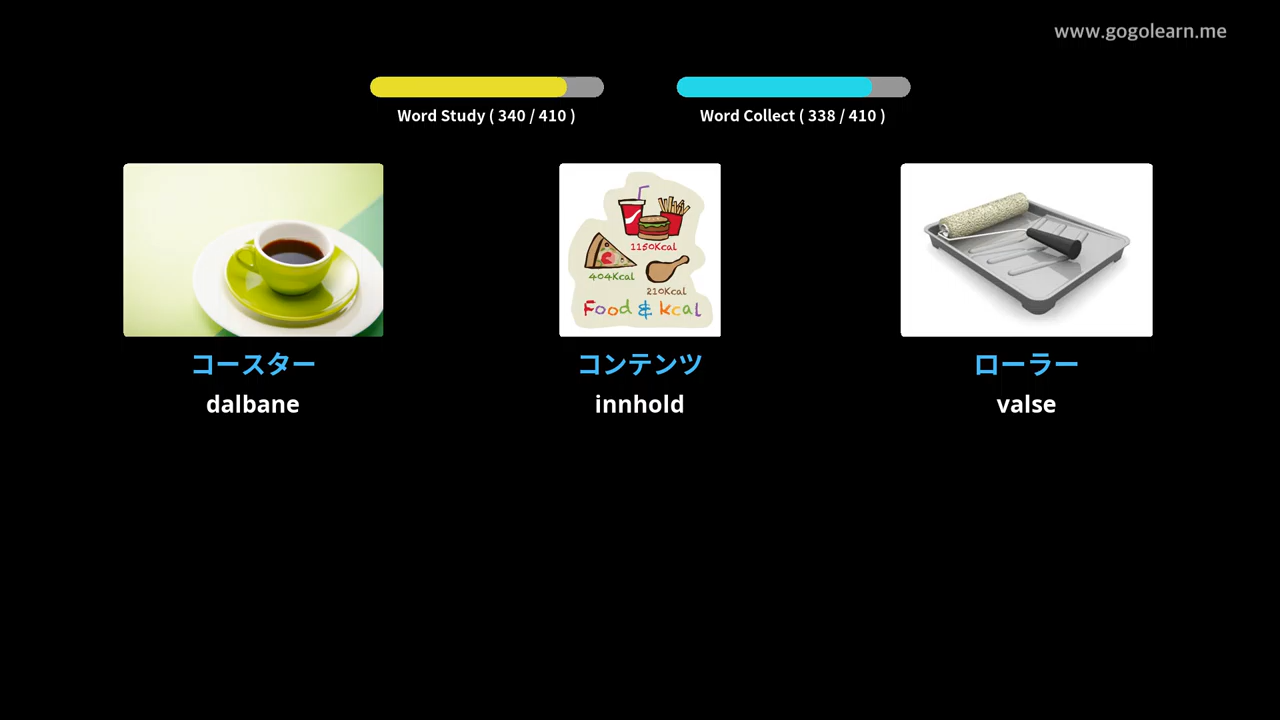 www.gogolearn.me
Word Study ( 340 / 410 )
Word Collect ( 338 / 410 )
1150Kcal
404Kcal
210Kcal
Food & kcal
コースター
コンテンツ
ローラー
dalbane
innhold
valse